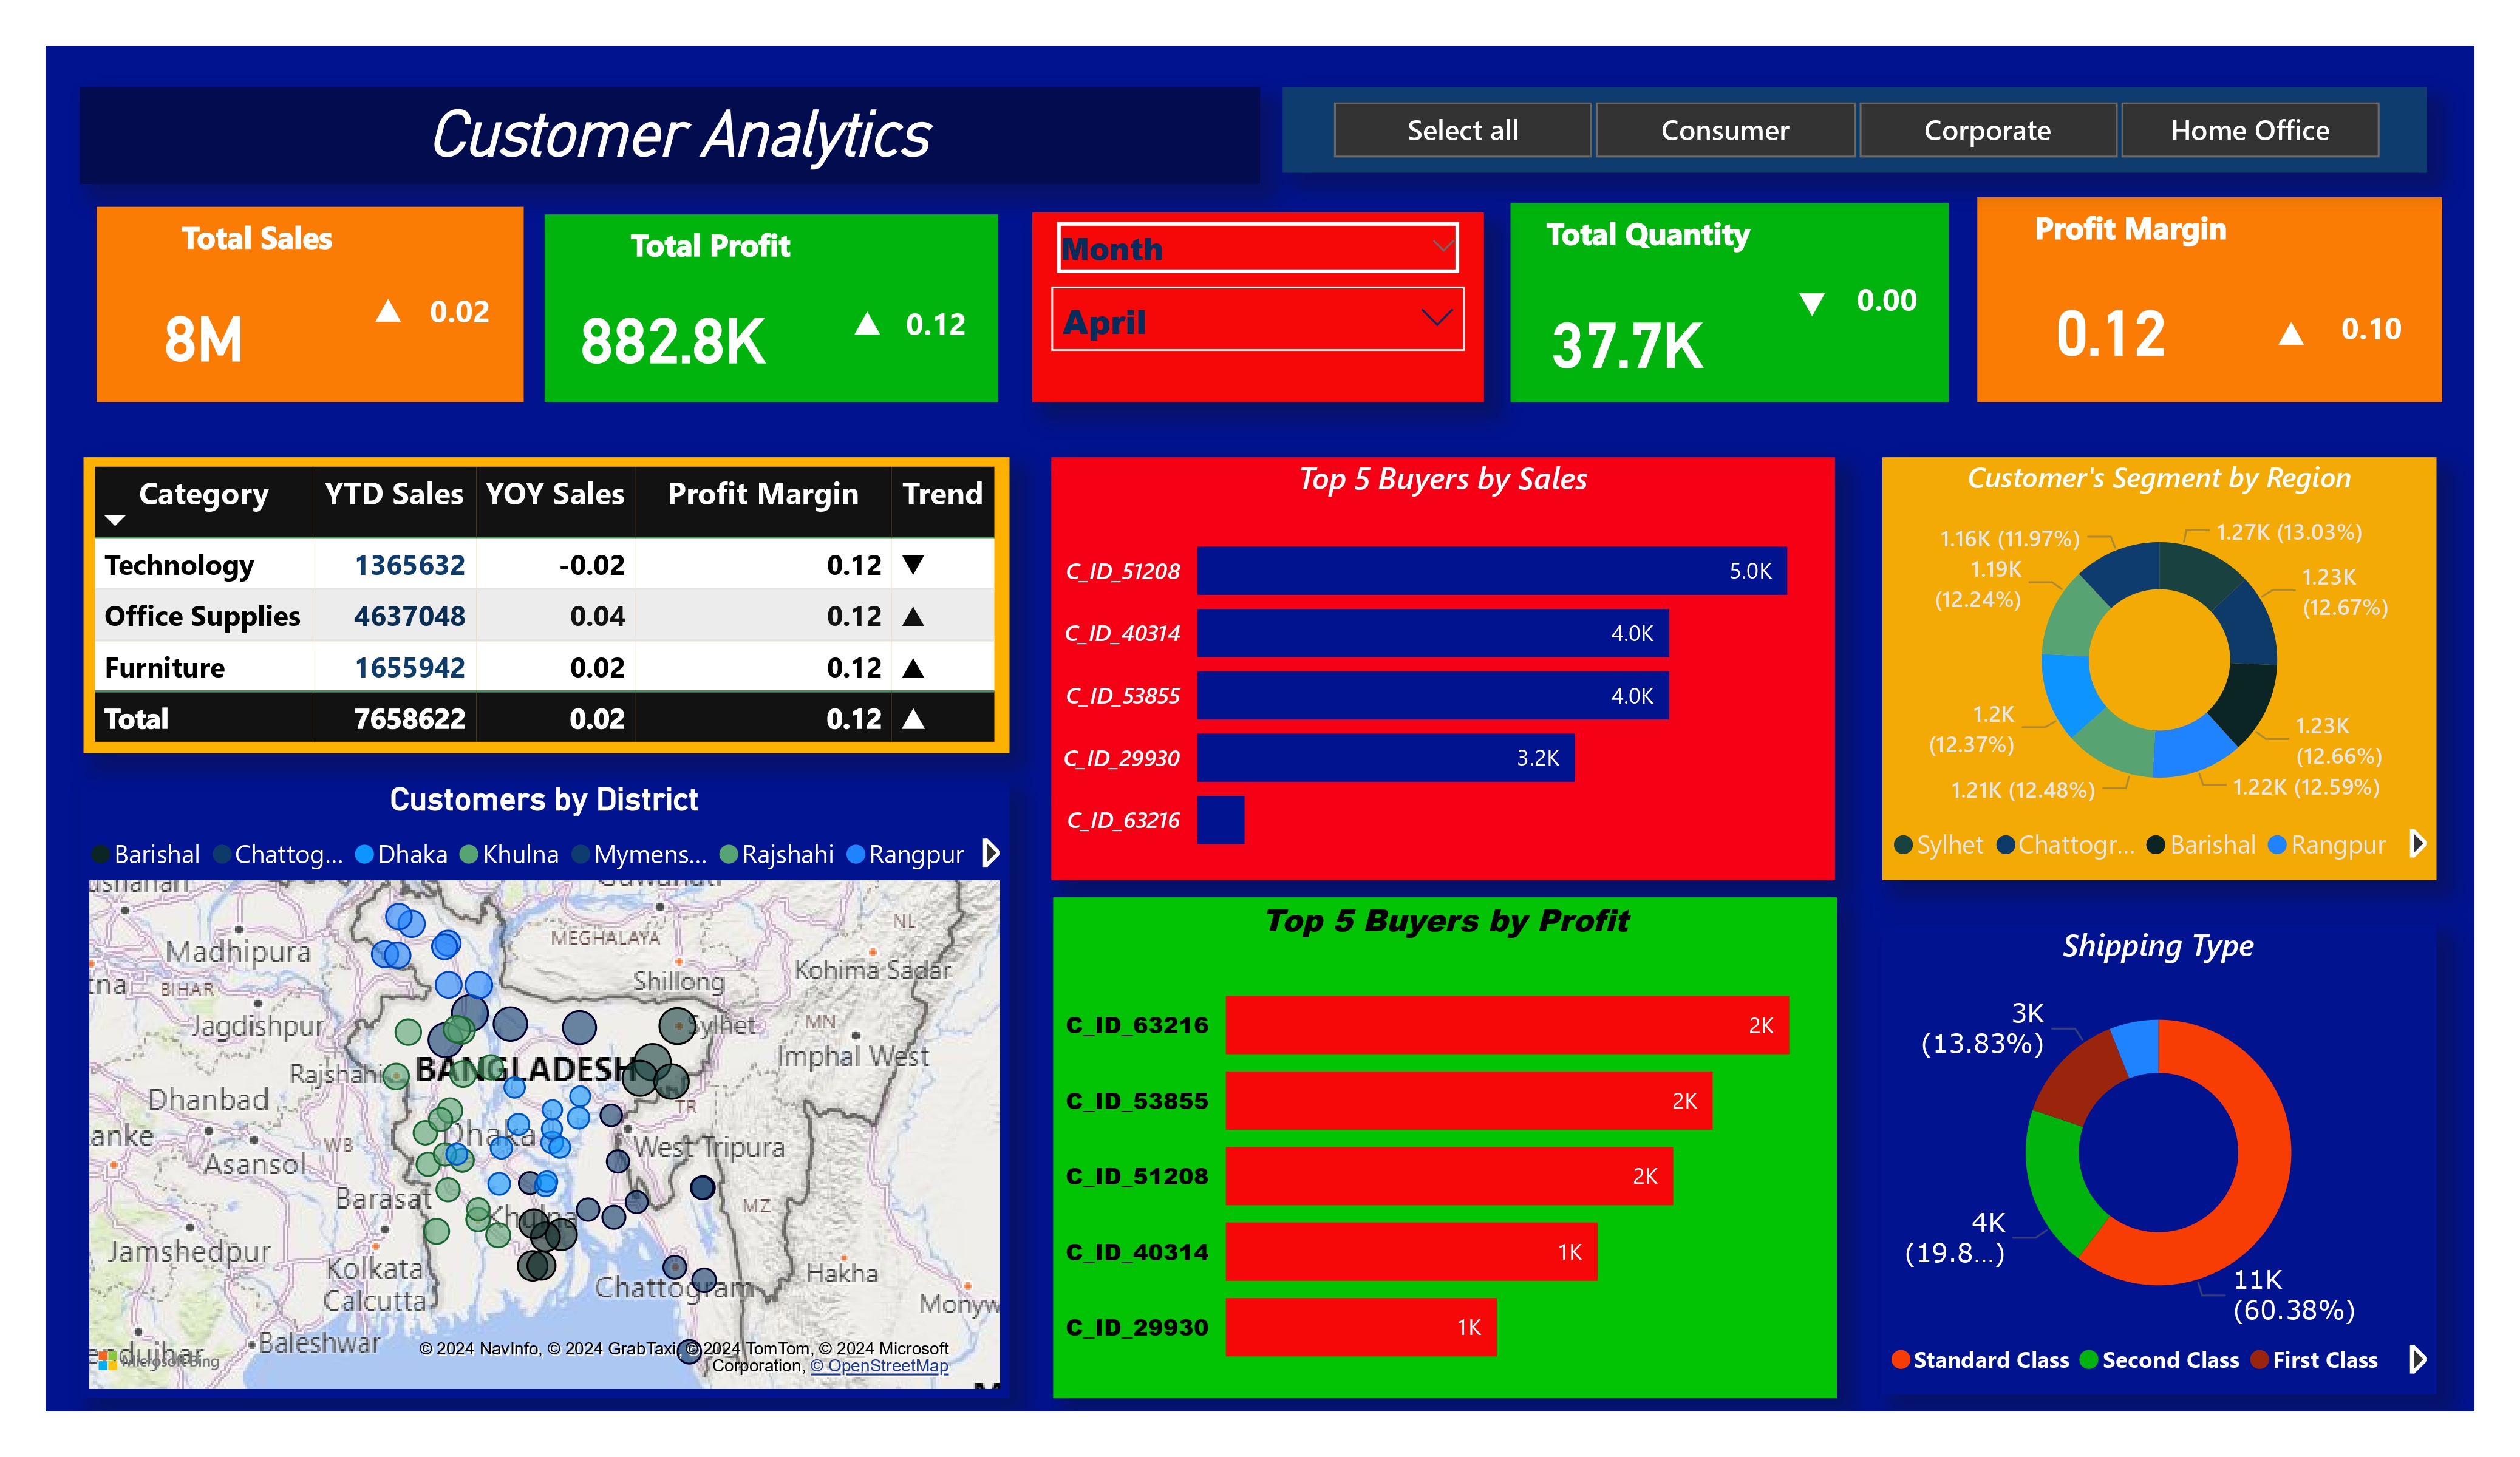 Customer Analytics
Select all
Consumer
Corporate
Home Office
Total Sales
8M
0.02
Total Profit
882.8K
0.12
Month
April
Total Quantity
37.7K
0.00
Profit Margin
0.12
0.10
Category YTD Sales YOY Sales Profit Margin Trend
Technology 1365632 -0.02 0.12
Office Supplies 4637048 0.04 0.12
Furniture 1655942 0.02 0.12
Total 7658622 0.02 0.12
Customers by District
Barishal Chattog... Dhaka Khulna Mymens... Rajshahi Rangpur
NL
Madhipura
MEGHALAYA
Kohima Sadar
Shillong
BIHAR
Jagdishpur
Sylhet
MN
Imphal West
Rajshahi
BANGLADESH
Dhanbad
TR
Dhaka
WB
West Tripura
Asansol
Barasat
MZ
Khulna
Jamshedpur
Kolkata
Calcutta
Chattogram
Hakha
Monyw
Baleshwar
Microsoft Bing
© 2024 NavInfo, © 2024 GrabTaxi, © 2024 TomTom, © 2024 Microsoft
Corporation, © OpenStreetMap
Top 5 Buyers by Sales
C_ID_51208 5.0K
C_ID_40314 4.0K
C_ID_53855 4.0K
C_ID_29930 3.2K
C_ID_63216
Top 5 Buyers by Profit
C_ID_63216 2K
C_ID_53855 2K
C_ID_51208 2K
C_ID_40314 1K
C_ID_29930 1K
Customer's Segment by Region
1.27K (13.03%)
1.23K
(12.67%)
1.23K
(12.66%)
1.22K (12.59%)
1.21K (12.48%)
1.2K
(12.37%)
1.19K
(12.24%)
1.16K (11.97%)
Sylhet Chattogr... Barishal Rangpur
Shipping Type
3K
(13.83%)
4K
(19.8...)
11K
(60.38%)
Standard Class Second Class First Class